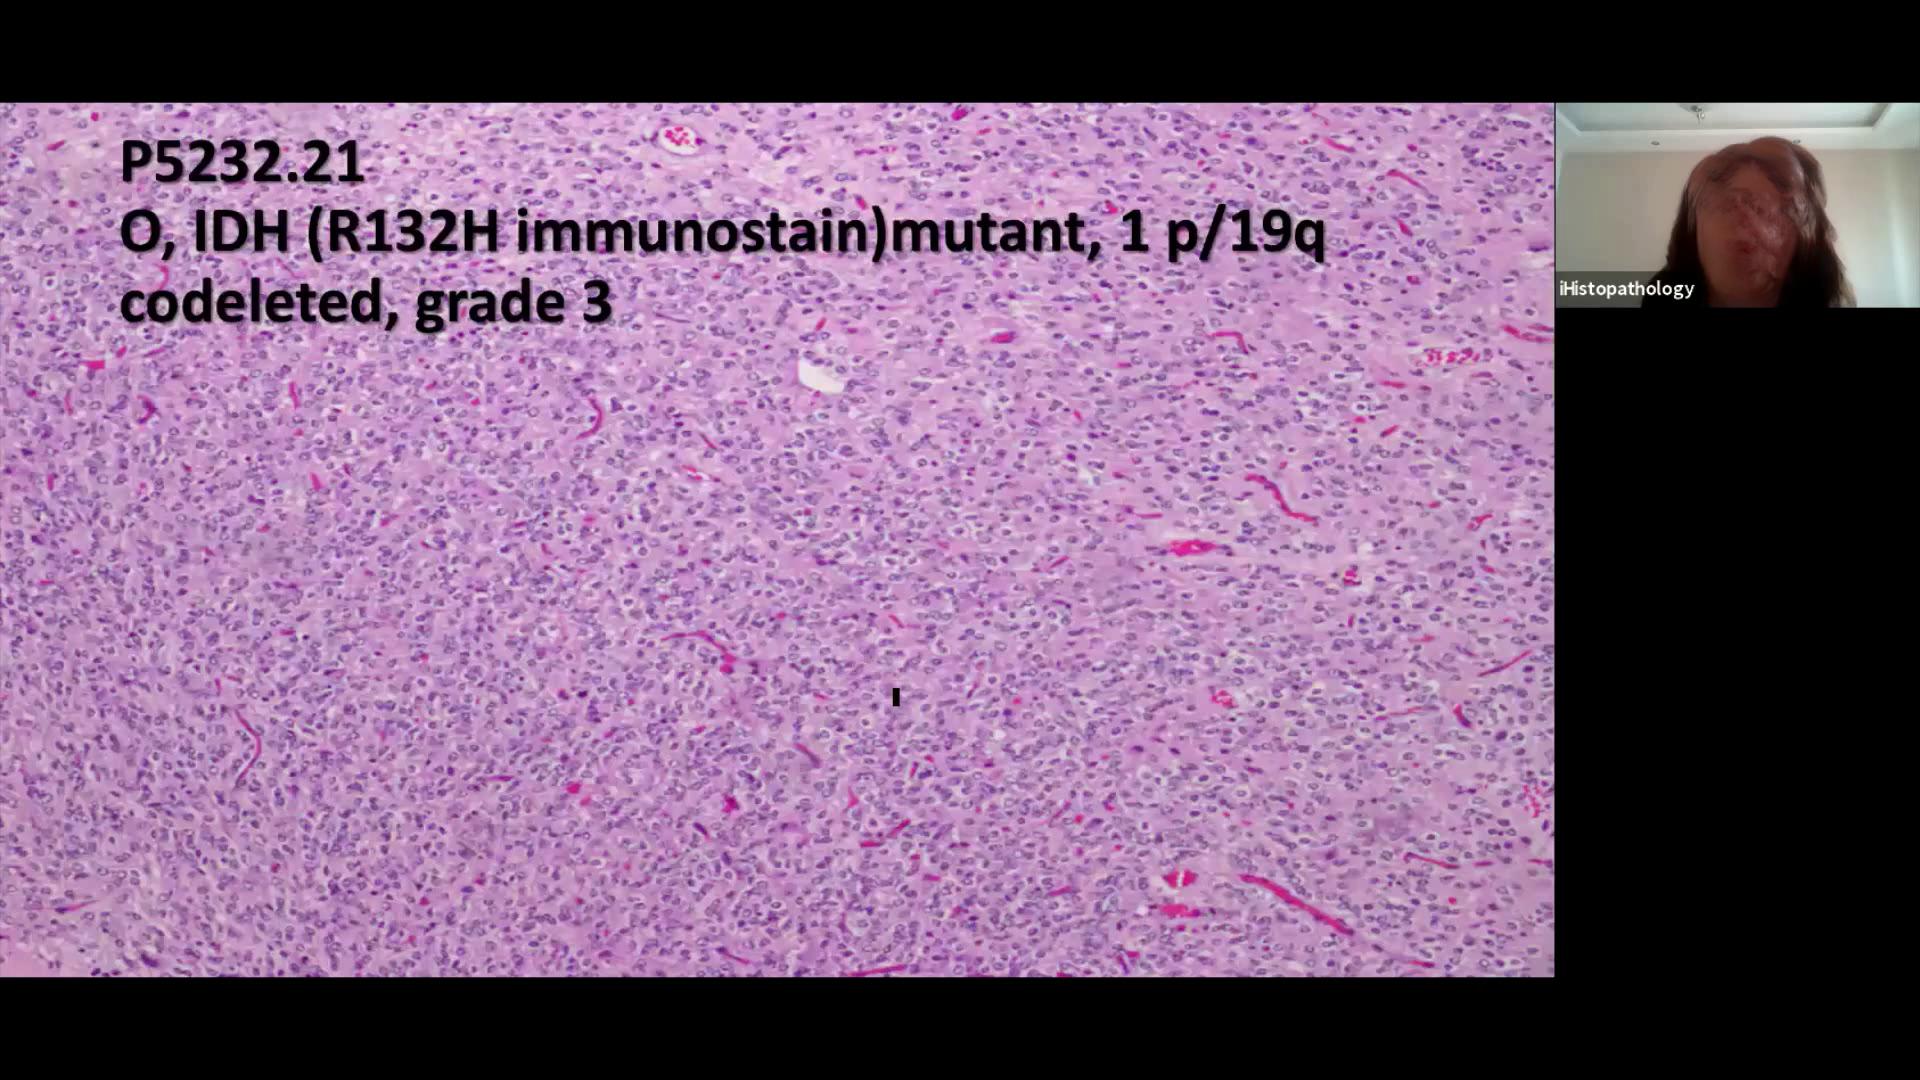 P5232.21
O, IDH (R132H immunostain)mutant, 1 p/19q
codeleted, grade 3
iHistopathology